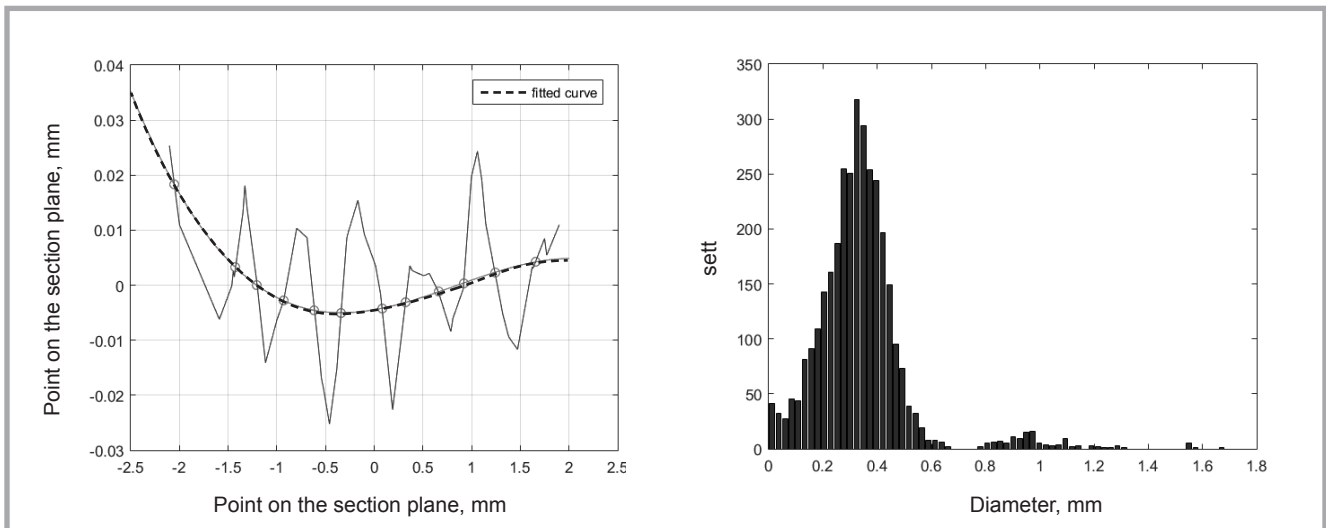 0.04
0.03
0.02
0.01
0
-0.01
-0.02
-0.03
-2.5 -2 -1.5 -1 -0.5 0 0.5 1 1.5 2 2.5
fitted curve
Point on the section plane, mm
Point on the section plane, mm
350
300
250
200
150
100
50
0
0 0.2 0.4 0.6 0.8 1 1.2 1.4 1.6 1.8
sett
Diameter, mm